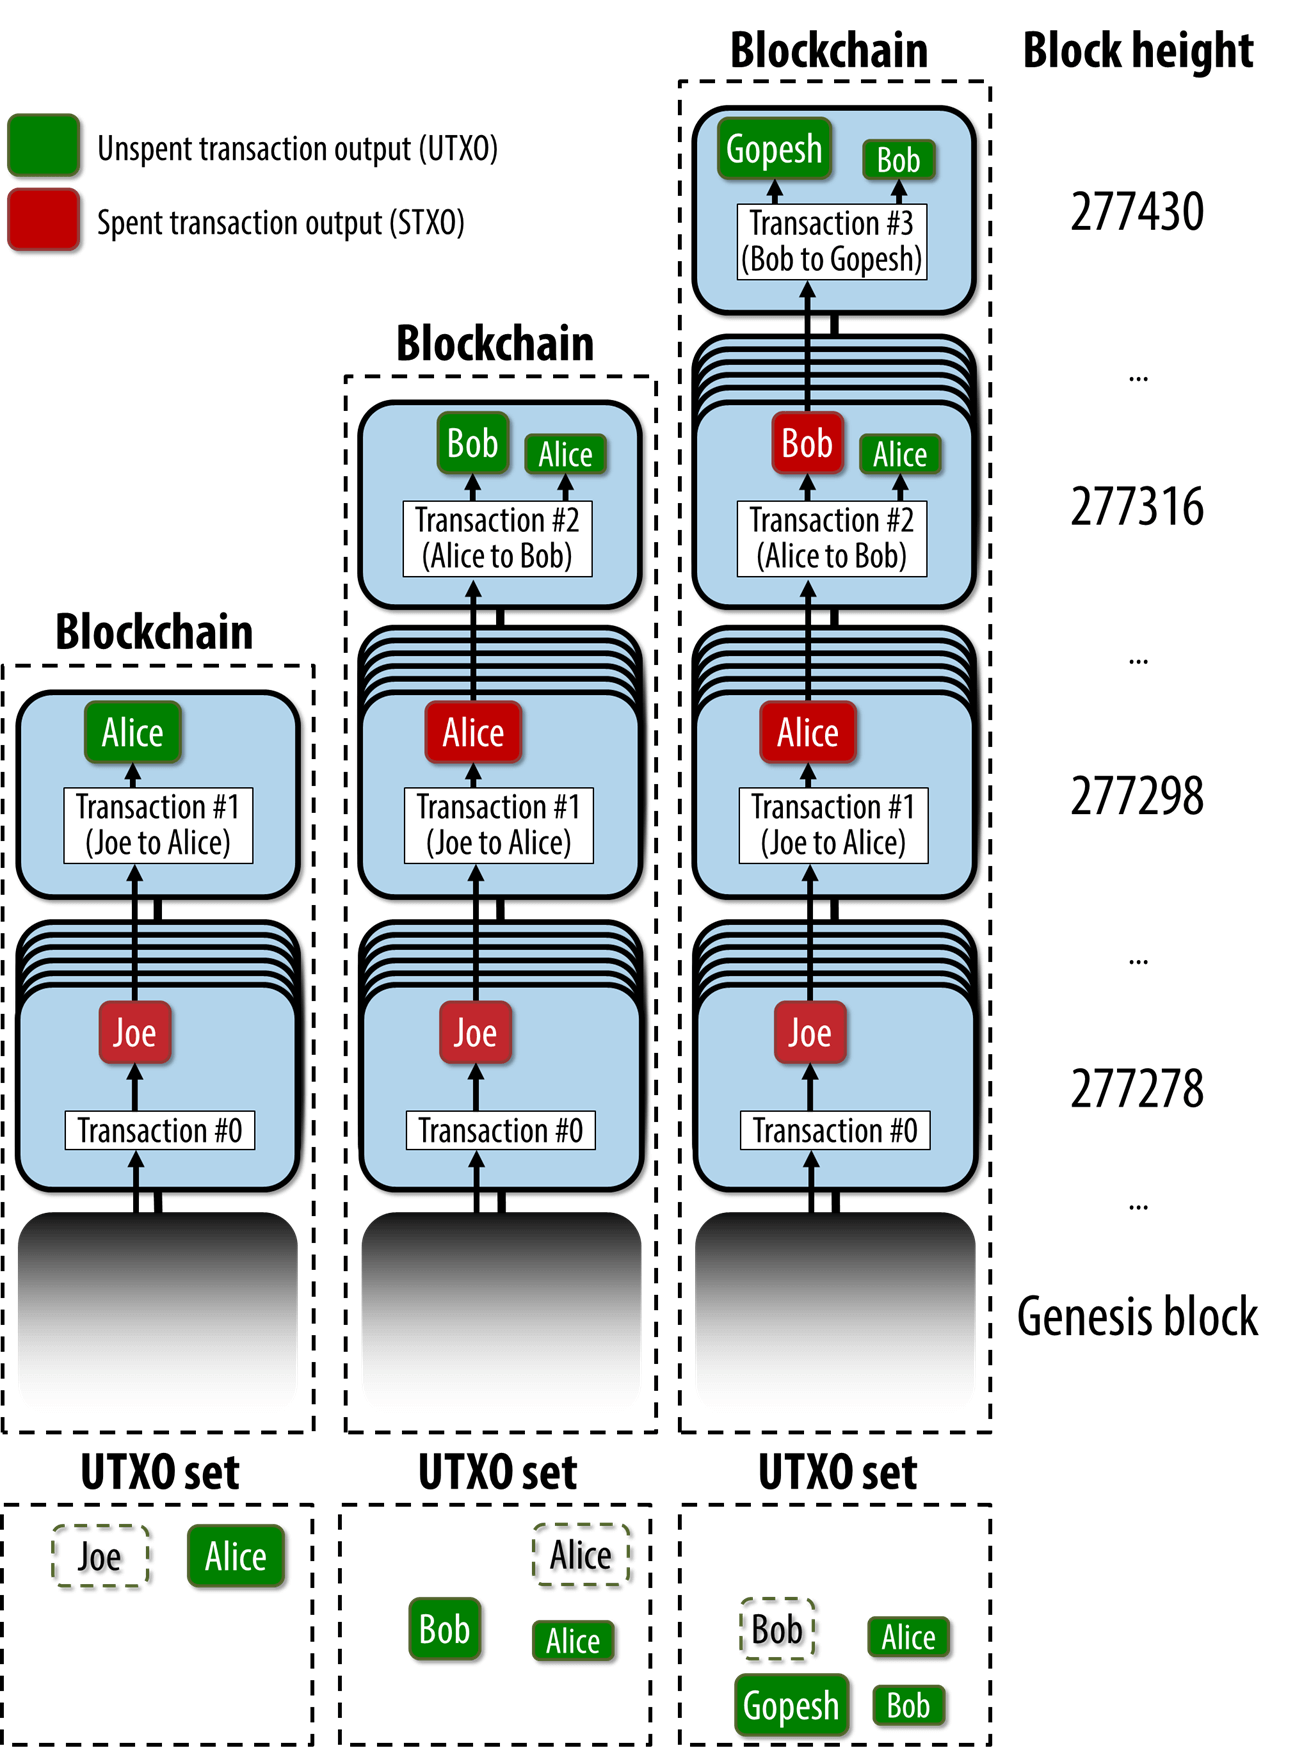 Blockchain
Block height
Unspent transaction output (UTXO)
Spent transaction output (STXO)
Gopesh
Bob
Transaction #3
(Bob to Gopesh)
277430
Blockchain
...
Bob
Alice
Transaction #2
(Alice to Bob)
Bob
Alice
Transaction #2
(Alice to Bob)
277316
Blockchain
...
Alice
Transaction #1
(Joe to Alice)
Alice
Transaction #1
(Joe to Alice)
Alice
Transaction #1
(Joe to Alice)
277298
...
Joe
Transaction #0
Joe
Transaction #0
Joe
Transaction #0
277278
...
Genesis block
UTXO set
UTXO set
UTXO set
Joe
Alice
Alice
Bob
Alice
Bob
Alice
Gopesh
Bob